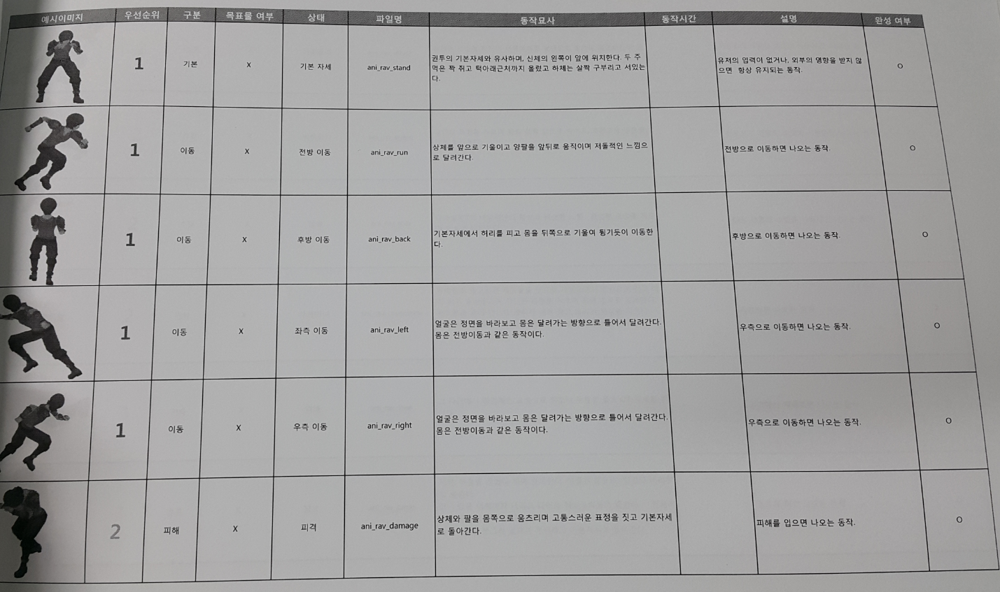 예시이미지 우선순위 구분 목표물 여부 상태 파일명 동작묘사 동작시간 설명 완성 여부
1 기본 X 기본 자세 ani_rav_stand
권투의 기본자세와 유사하며, 신체의 왼쪽이 앞에 위치한다. 두 주
먹은 꽉 쥐고 턱아래근처까지 올렸고 하체는 살짝 구부리고 서있는
다.
유저의 입력이 없거나, 외부의 영향을 받지 않
으면 항상 유지되는 동작.
O
1 이동 X 전방 이동 ani_rav_run
상체를 앞으로 기울이고 양팔을 앞뒤로 움직이며 저돌적인 느낌으
로 달려간다.
전방으로 이동하면 나오는 동작.
O
1 이동 X 후방 이동 ani_rav_back
기본자세에서 허리를 피고 몸을 뒤쪽으로 기울여 튕기듯이 이동한
다.
후방으로 이동하면 나오는 동작.
O
1 이동 X 좌측 이동 ani_rav_left
얼굴은 정면을 바라보고 몸은 달려가는 방향으로 틀어서 달려간다.
몸은 전방이동과 같은 동작이다.
우측으로 이동하면 나오는 동작.
O
1 이동 X 우측 이동 ani_rav_right
얼굴은 정면을 바라보고 몸은 달려가는 방향으로 틀어서 달려간다.
몸은 전방이동과 같은 동작이다.
우측으로 이동하면 나오는 동작.
O
2 피해 X 피격 ani_rav_damage
상체와 팔을 몸쪽으로 움츠리며 고통스러운 표정을 짓고 기본자세
로 돌아간다.
피해를 입으면 나오는 동작.
O